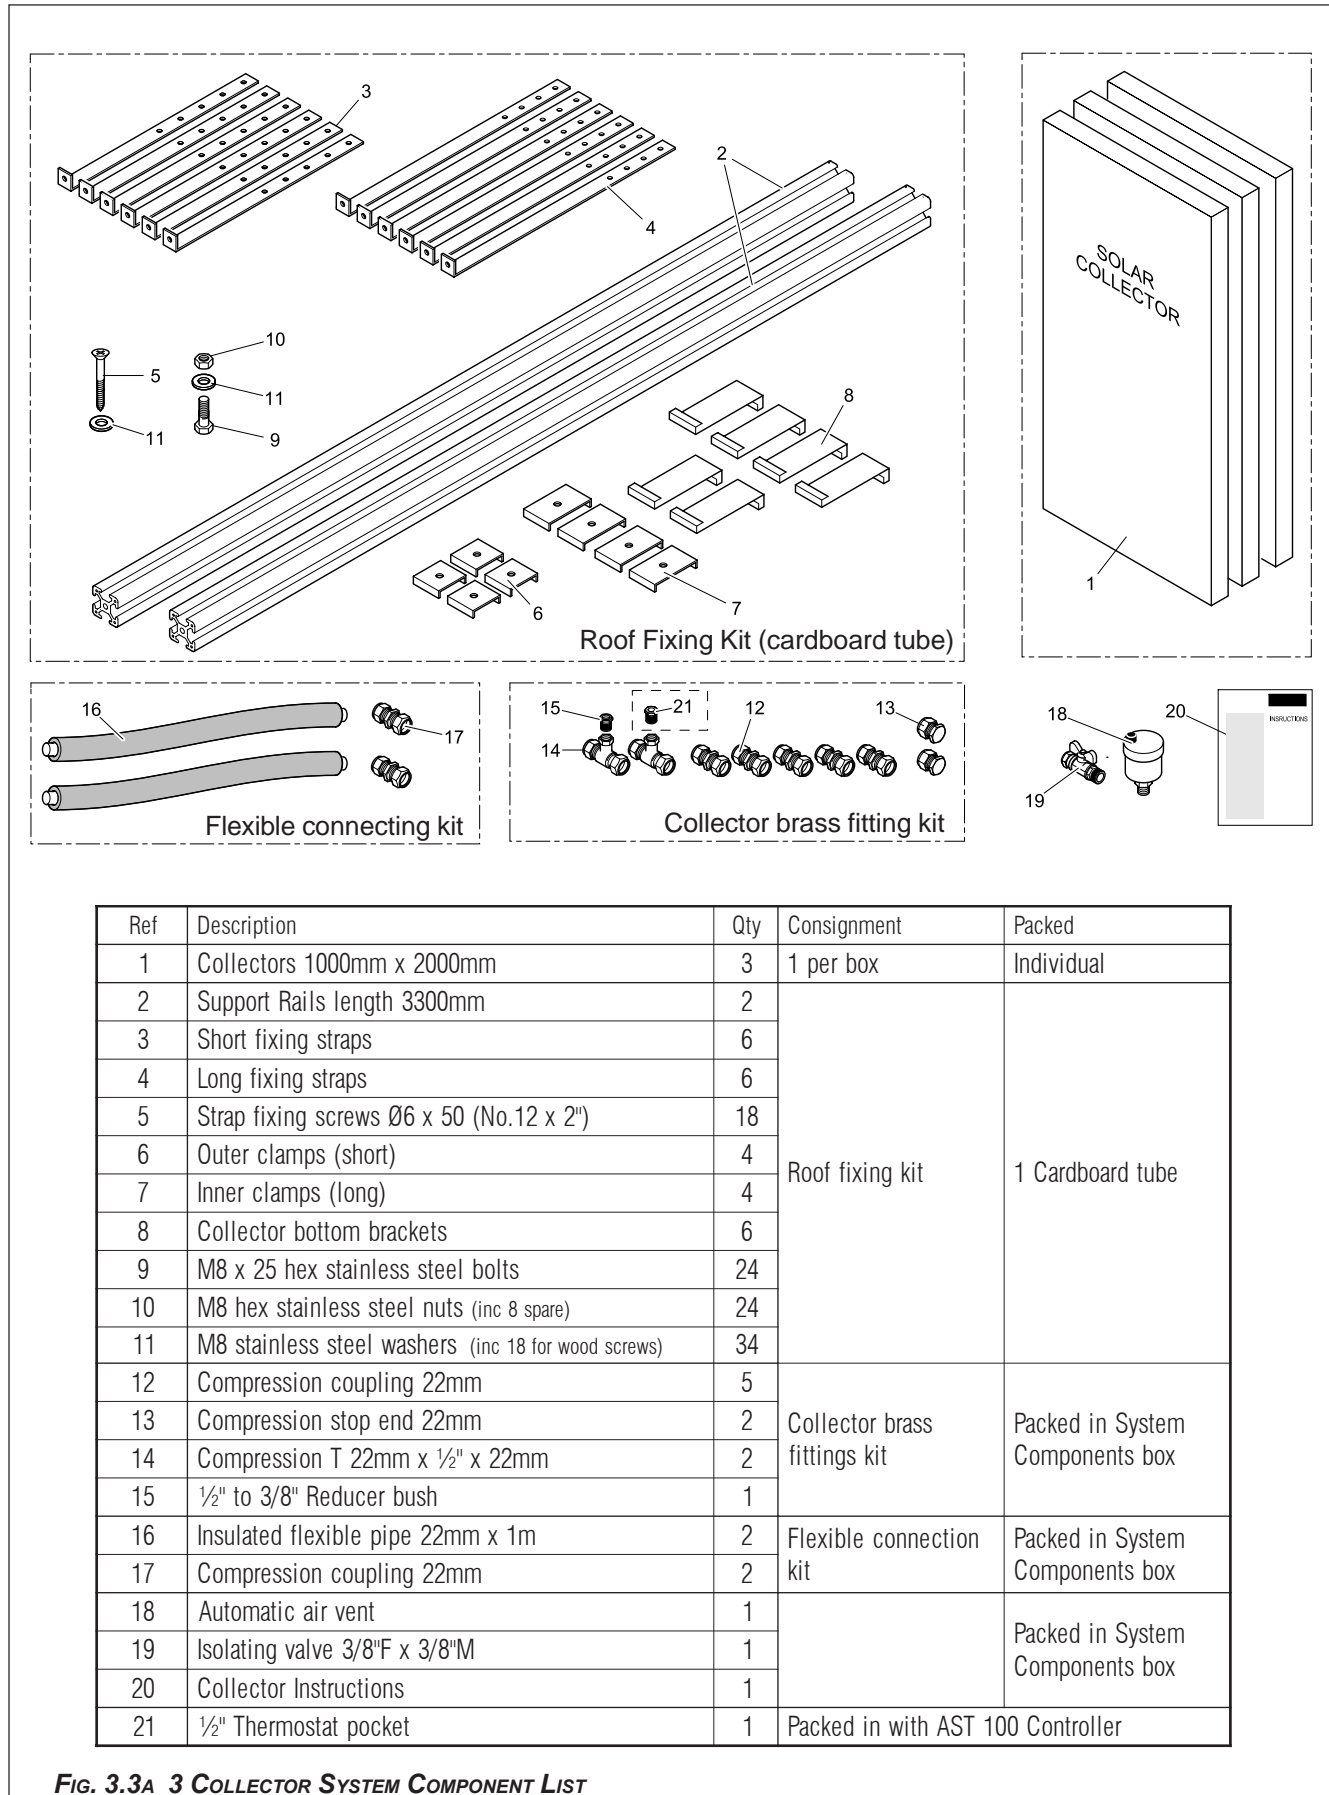 3
2
4
10
5
11
11
9
8
6
7
Roof Fixing Kit (cardboard tube)
SOLAR
COLLECTOR
1
16
17
Flexible connecting kit
15
21
12
13
14
Collector brass fitting kit
18
19
20
INSRUCTIONS
Ref Description Qty Consignment Packed
1 Collectors 1000mm x 2000mm 3 1 per box Individual
2 Support Rails length 3300mm 2
3 Short fixing straps 6
4 Long fixing straps 6
5 Strap fixing screws Ø6 x 50 (No.12 x 2") 18
6 Outer clamps (short) 4
Roof fixing kit 1 Cardboard tube
7 Inner clamps (long) 4
8 Collector bottom brackets 6
9 M8 x 25 hex stainless steel bolts 24
10 M8 hex stainless steel nuts (inc 8 spare) 24
11 M8 stainless steel washers (inc 18 for wood screws) 34
12 Compression coupling 22mm 5
13 Compression stop end 22mm 2 Collector brass Packed in System
14 Compression T 22mm x ½" x 22mm 2 fittings kit Components box
15 ½" to 3/8" Reducer bush 1
16 Insulated flexible pipe 22mm x 1m 2 Flexible connection Packed in System
17 Compression coupling 22mm 2 kit Components box
18 Automatic air vent 1
19 Isolating valve 3/8"F x 3/8"M 1 Packed in System
Components box
20 Collector Instructions 1
21 ½" Thermostat pocket 1 Packed in with AST 100 Controller
FIG. 3.3A 3 COLLECTOR SYSTEM COMPONENT LIST